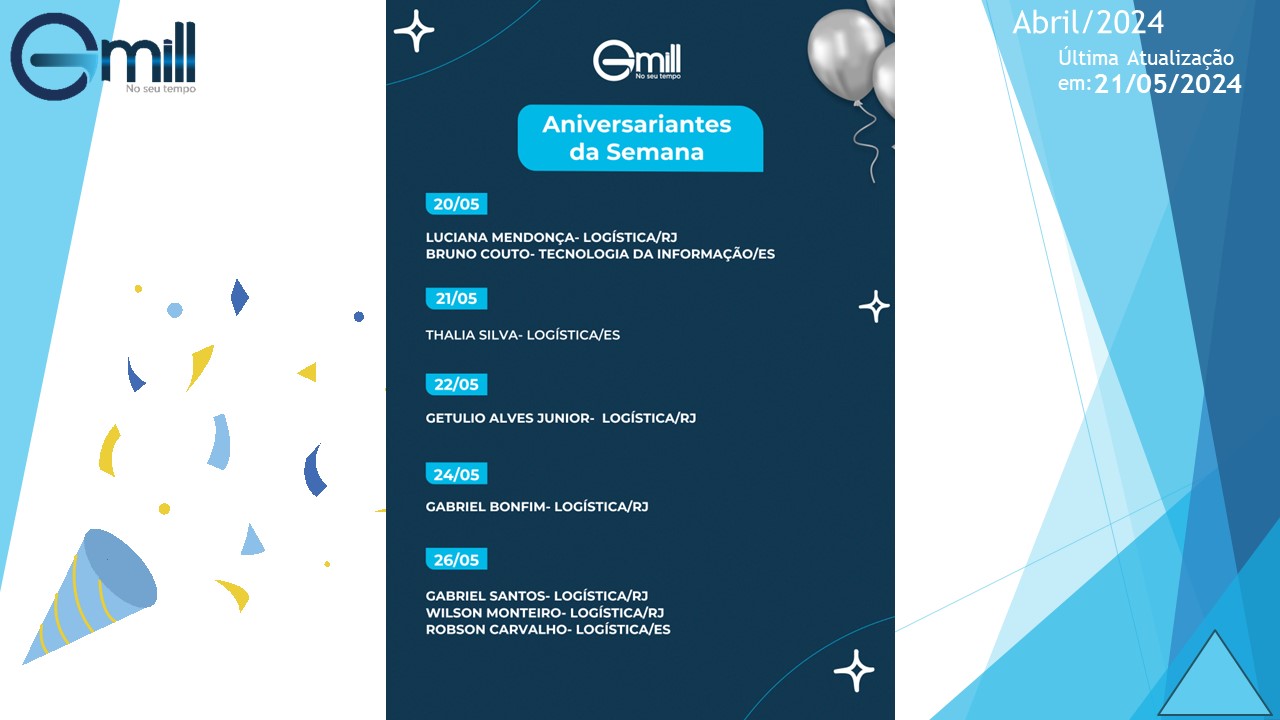 Gmill
No seu tempo
Abril/2024
Última Atualização
em:21/05/2024
Gmill
No seu tempo
Aniversariantes
da Semana
20/05
LUCIANA MENDONÇA- LOGÍSTICA/RJ
BRUNO COUTO- TECNOLOGIA DA INFORMAÇÃO/ES
21/05
THALIA SILVA- LOGÍSTICA/ES
22/05
GETULIO ALVES JUNIOR-  LOGÍSTICA/RJ
24/05
GABRIEL BONFIM- LOGÍSTICA/RJ
26/05
GABRIEL SANTOS- LOGÍSTICA/RJ
WILSON MONTEIRO- LOGÍSTICA/RJ
ROBSON CARVALHO- LOGÍSTICA/ES